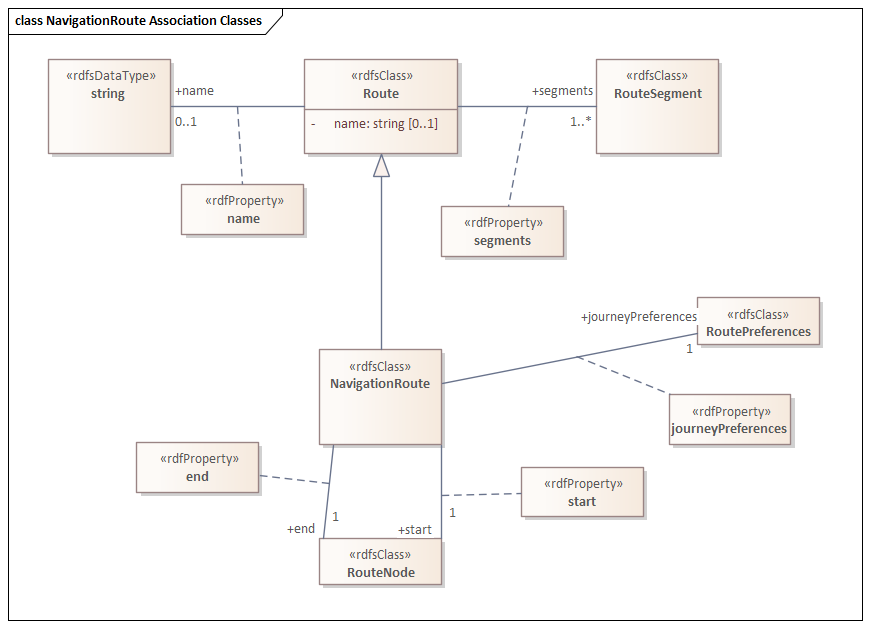 class NavigationRoute Association Classes
«rdfsDataType»
string
+name
0..1
«rdfsClass»
Route
- name: string [0..1]
+segments
1..*
«rdfsClass»
RouteSegment
«rdfProperty»
name
«rdfProperty»
segments
+journeyPreferences
1
«rdfsClass»
RoutePreferences
«rdfsClass»
NavigationRoute
«rdfProperty»
journeyPreferences
«rdfProperty»
end
«rdfProperty»
start
+end
1
+start
1
«rdfsClass»
RouteNode